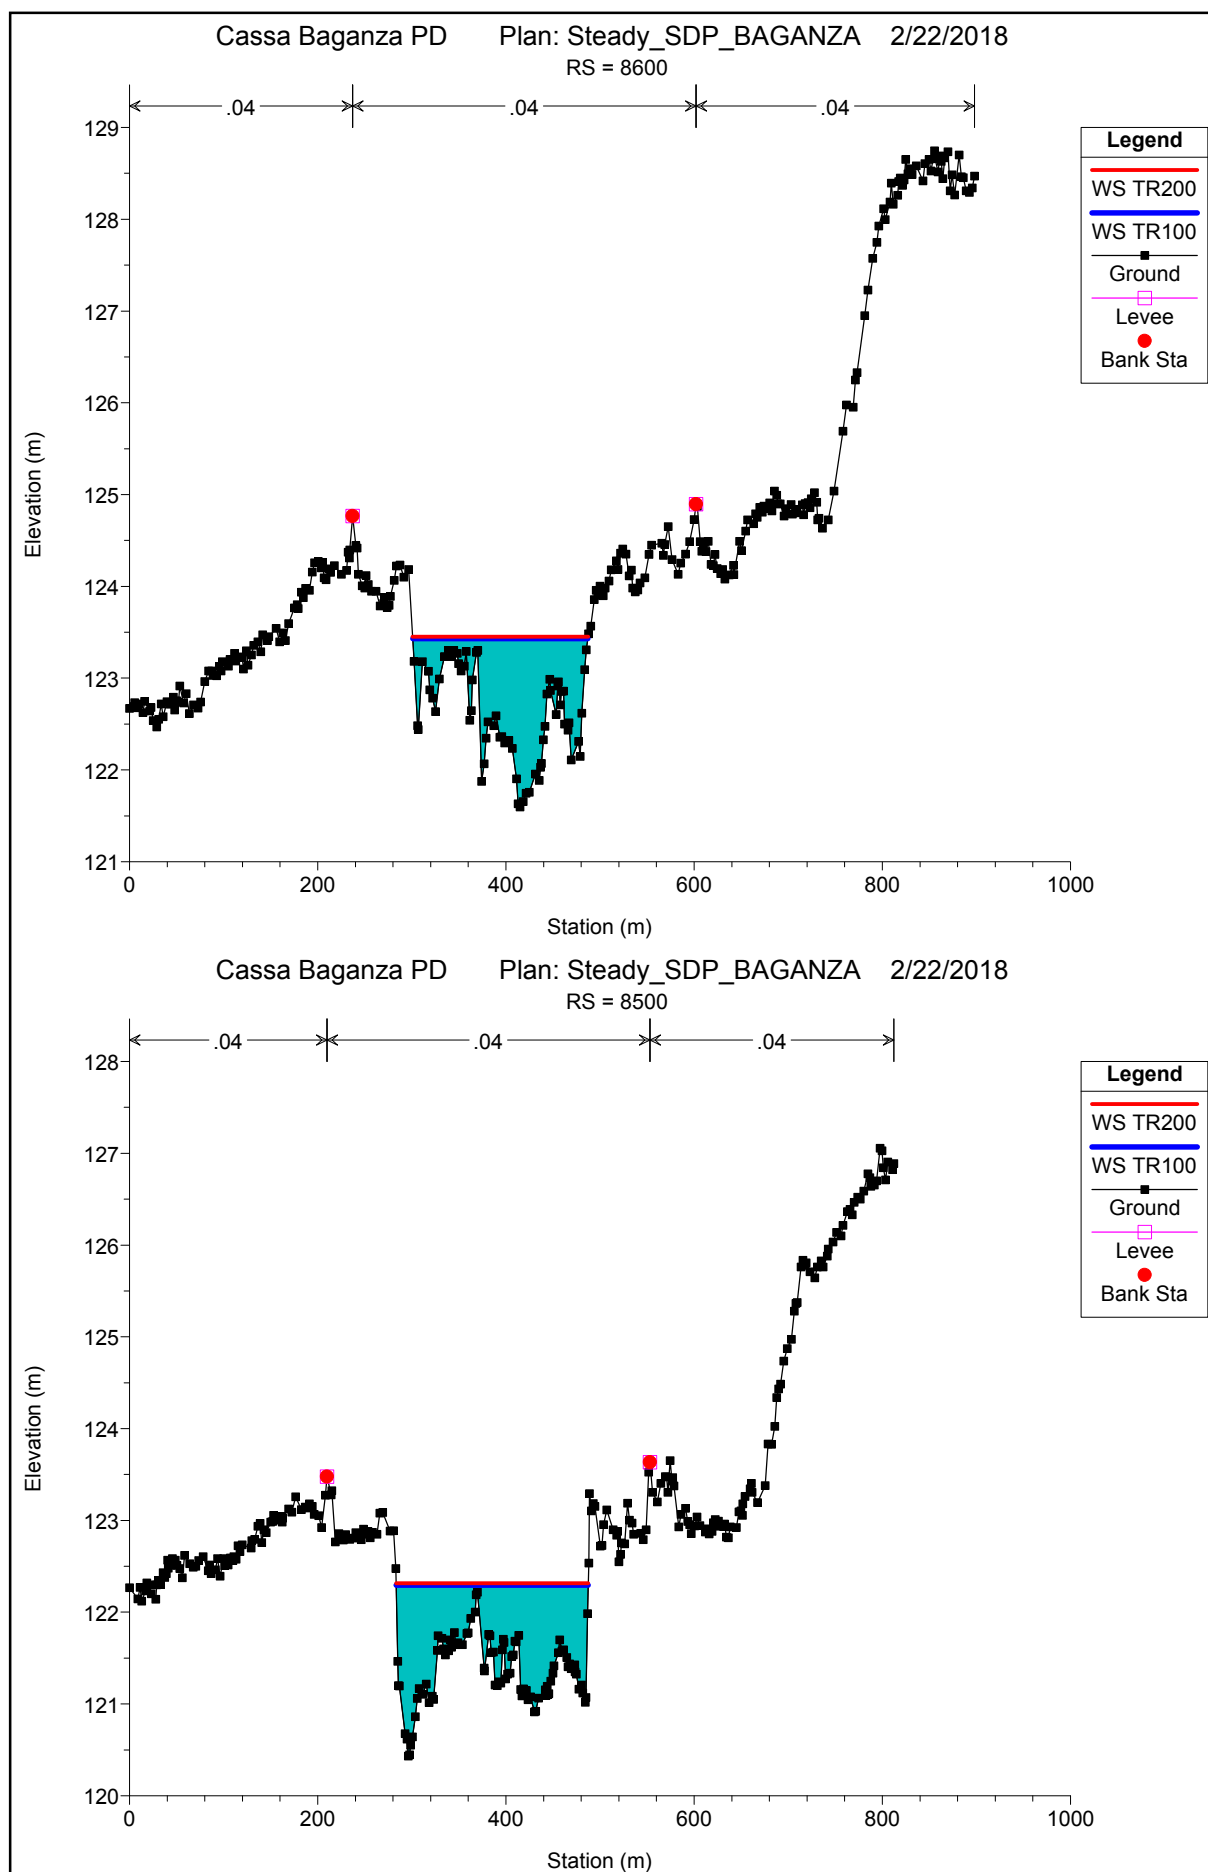 Cassa Baganza PD Plan: Steady_SDP_BAGANZA 2/22/2018
RS = 8600
.04 .04 .04
129
128
127
126
125
124
123
122
121
Elevation (m)
0 200 400 600 800 1000
Station (m)
Legend
WS TR200
WS TR100
Ground
Levee
Bank Sta
Cassa Baganza PD Plan: Steady_SDP_BAGANZA 2/22/2018
RS = 8500
.04 .04 .04
128
127
126
125
124
123
122
121
120
Elevation (m)
0 200 400 600 800 1000
Station (m)
Legend
WS TR200
WS TR100
Ground
Levee
Bank Sta